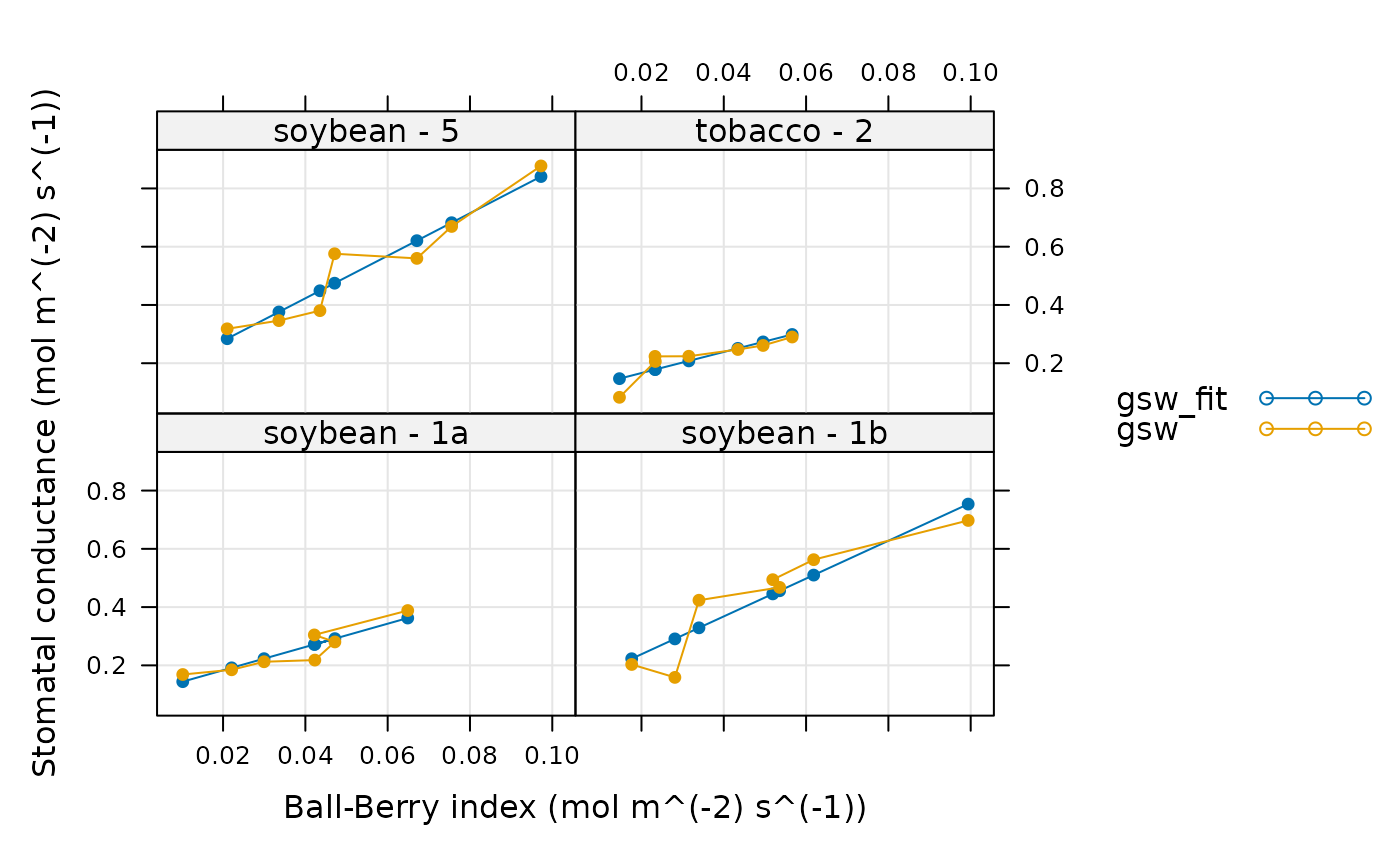 0.02 0.04 0.06 0.08 0.10
soybean - 5
tobacco - 2
0.8
0.6
0.4
0.2
soybean - 1a
soybean - 1b
0.8
0.6
0.4
0.2
0.02 0.04 0.06 0.08 0.10
Ball-Berry index (mol m^(-2) s^(-1))
Stomatal conductance (mol m^(-2) s^(-1))
gsw_fit
gsw